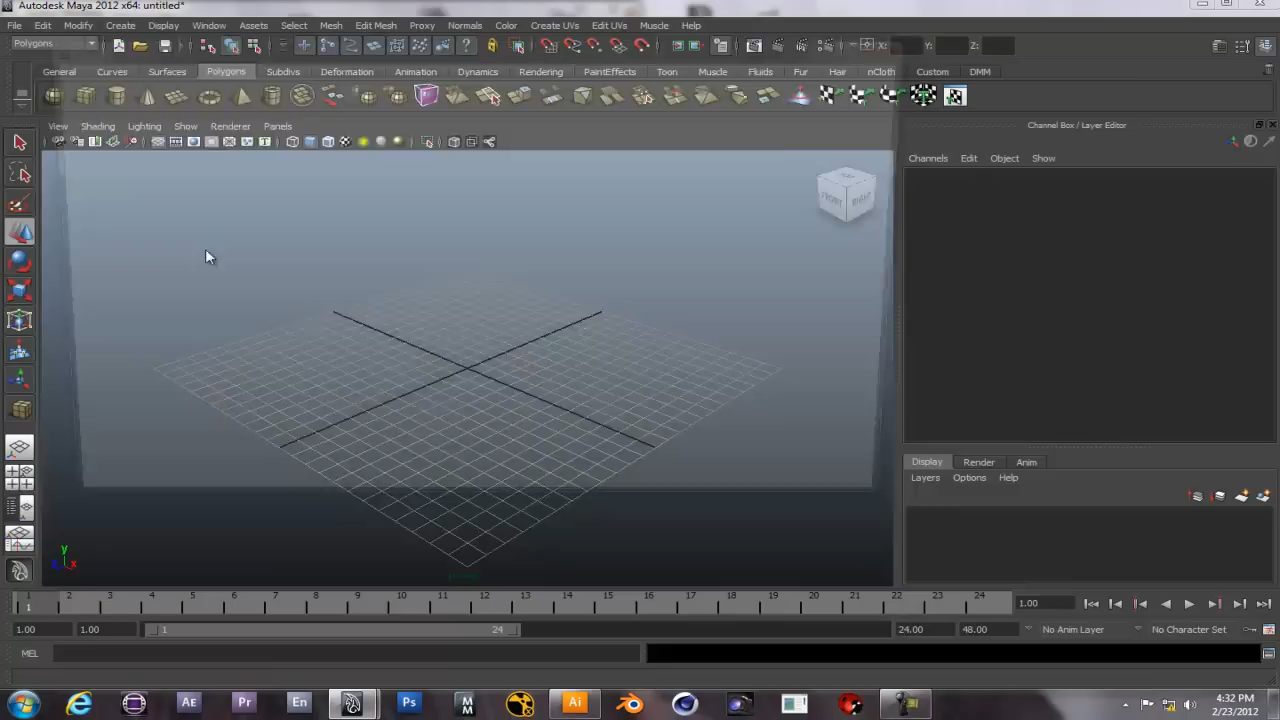 Autodesk Maya 2012 x64: untitled*
File Edit Modify Create Display Window Assets Select Mesh Edit Mesh Proxy Normals Color Create UVs Edit UVs Muscle Help
Polygons X: Y: Z:
General Curves Surfaces Polygons Subdivs Deformation Animation Dynamics Rendering PaintEffects Toon Muscle Fluids Fur Hair nCloth Custom DMM
View Shading Lighting Show Renderer Panels
Channel Box / Layer Editor
Channels Edit Object Show
TOP
FRONT RIGHT
Display Render Anim
Layers Options Help
y
x
1 2 3 4 5 6 7 8 9 10 11 12 13 14 15 16 17 18 19 20 21 22 23 24
1 1.00
1.00 1.00 1 24 24.00 48.00 No Anim Layer No Character Set
MEL
AE Pr En Ps M M Ai
4:32 PM
2/23/2012